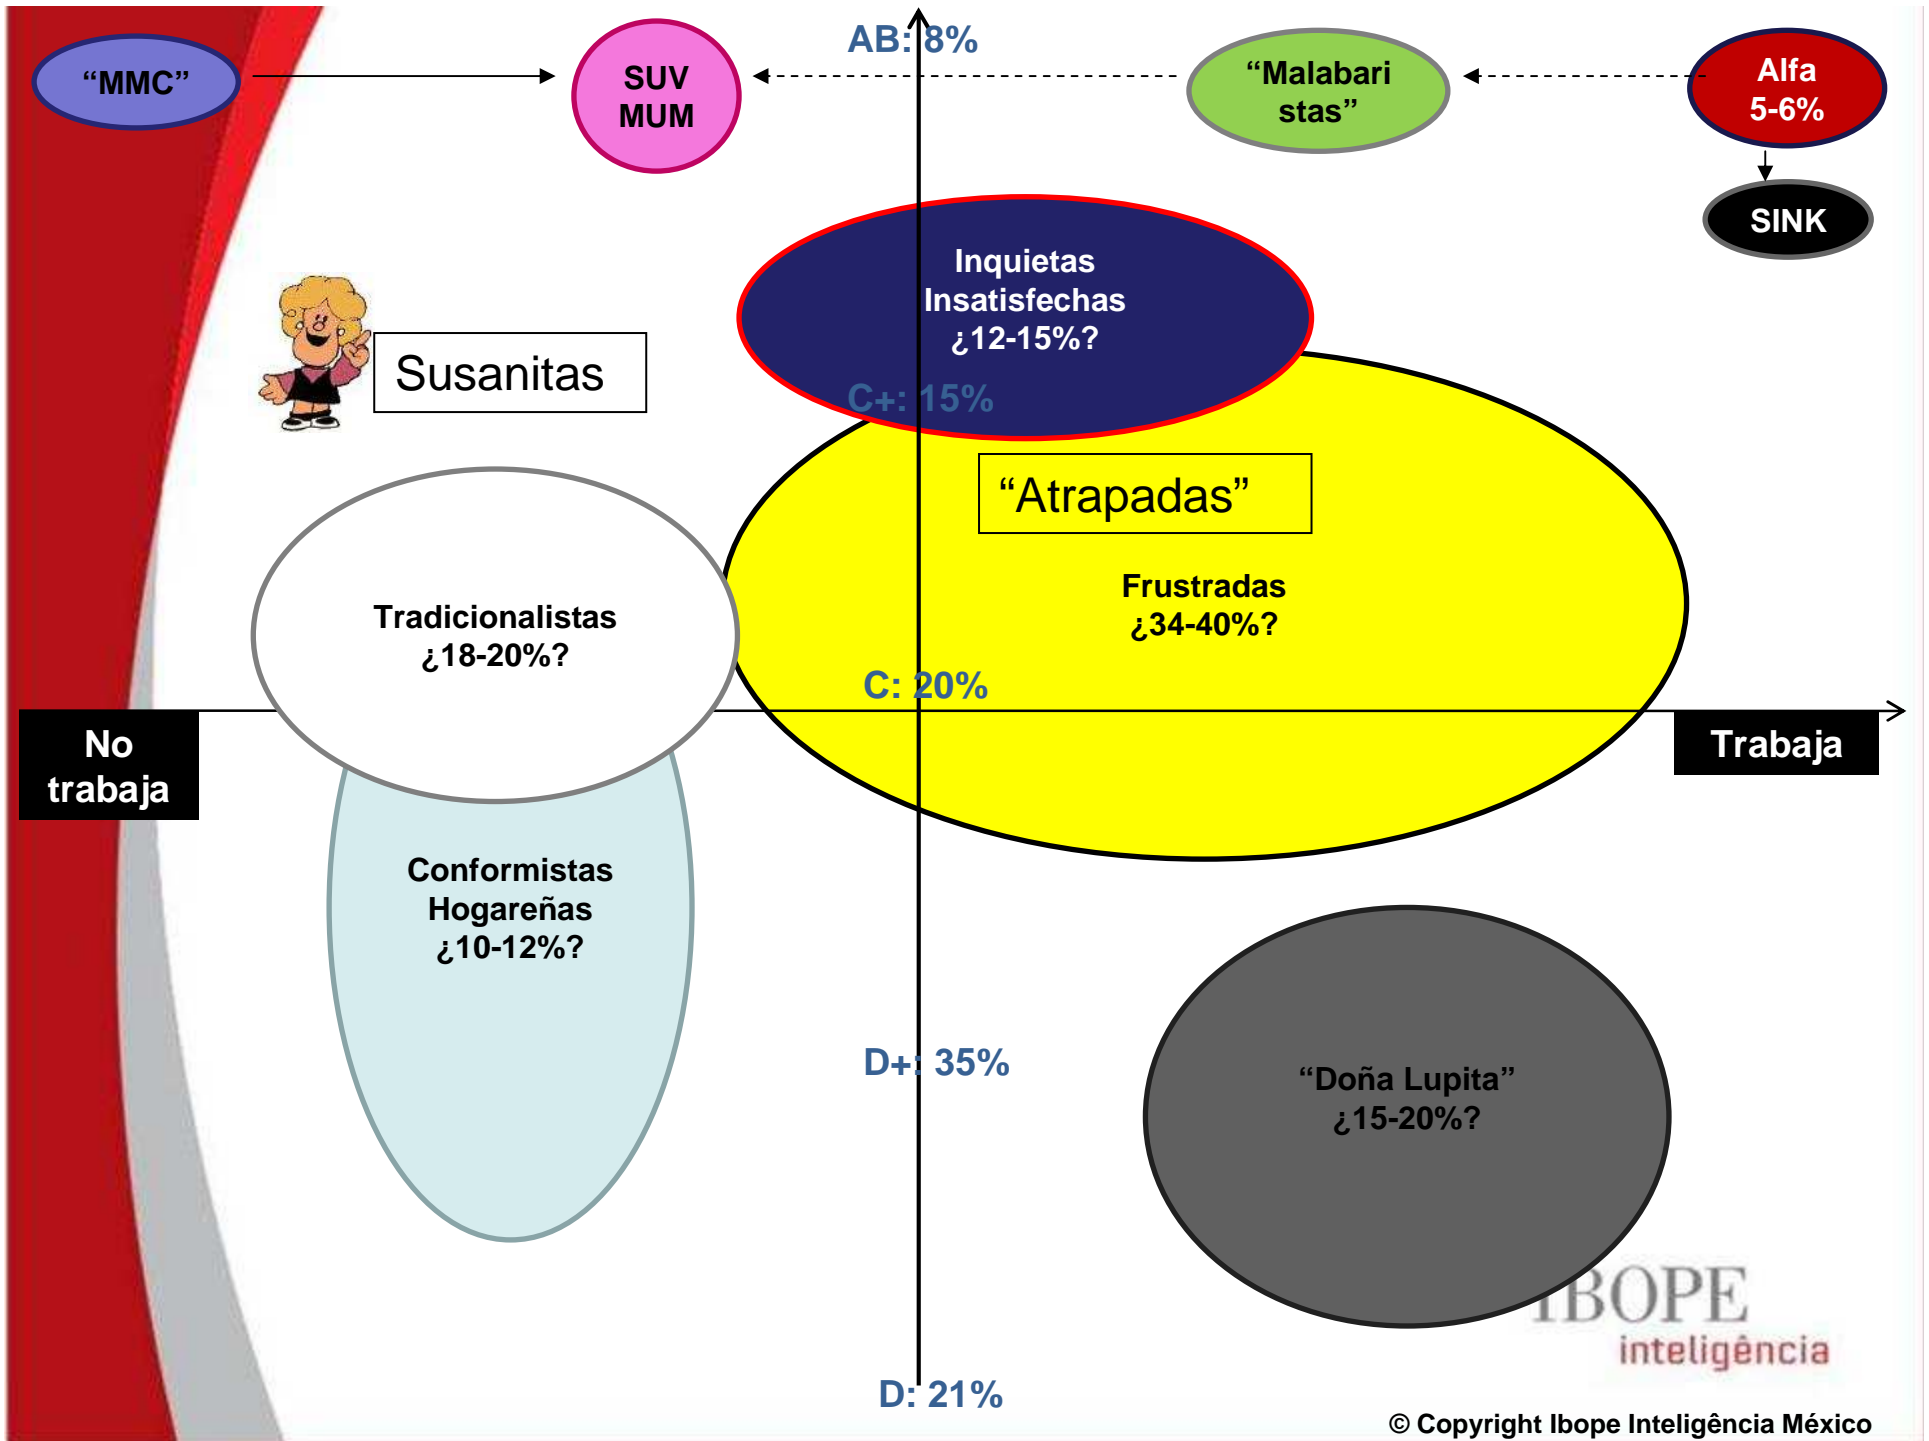 AB: 8%
“MMC”
SUV
MUM
“Malabari
stas”
Alfa
5-6%
SINK
Inquietas
Insatisfechas
¿12-15%?
Susanitas
C+: 15%
“Atrapadas”
Frustradas
¿34-40%?
Tradicionalistas
¿18-20%?
C: 20%
No
trabaja
Trabaja
Conformistas
Hogareñas
¿10-12%?
D+: 35%
“Doña Lupita”
¿15-20%?
IBOPE
inteligência
D: 21%
© Copyright Ibope Inteligência México